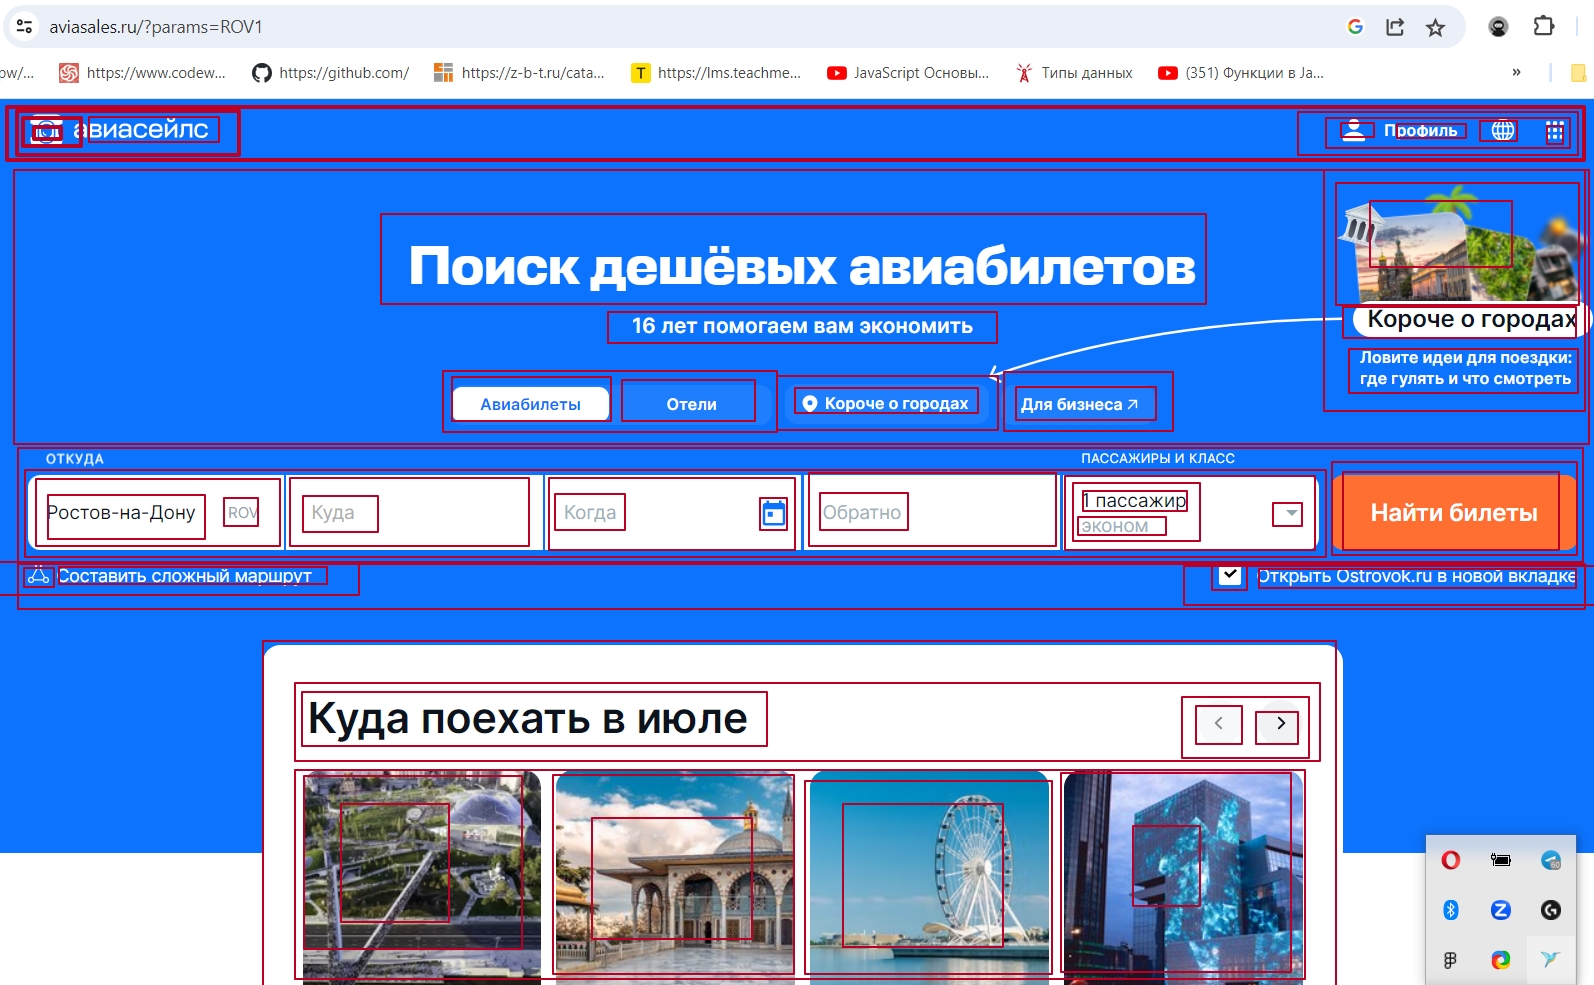 aviasales.ru/?params=ROV1
ow/...
https://www.codew...
https://github.com/
https://z-b-t.ru/cata...
https://lms.teachme...
JavaScript Основы...
Типы данных
(351) Функции в Ja...
»
авиасейлс
Профиль
Поиск дешёвых авиабилетов
16 лет помогаем вам экономить
Короче о городах
Ловите идеи для поездки:
где гулять и что смотреть
Авиабилеты
Отели
Короче о городах
Для бизнеса ↗
ОТКУДА
ПАССАЖИРЫ И КЛАСС
Ростов-на-Дону
ROV
Куда
Когда
Обратно
1 пассажир
эконом
Найти билеты
Составить сложный маршрут
Открыть Ostrovok.ru в новой вкладке
Куда поехать в июле
60